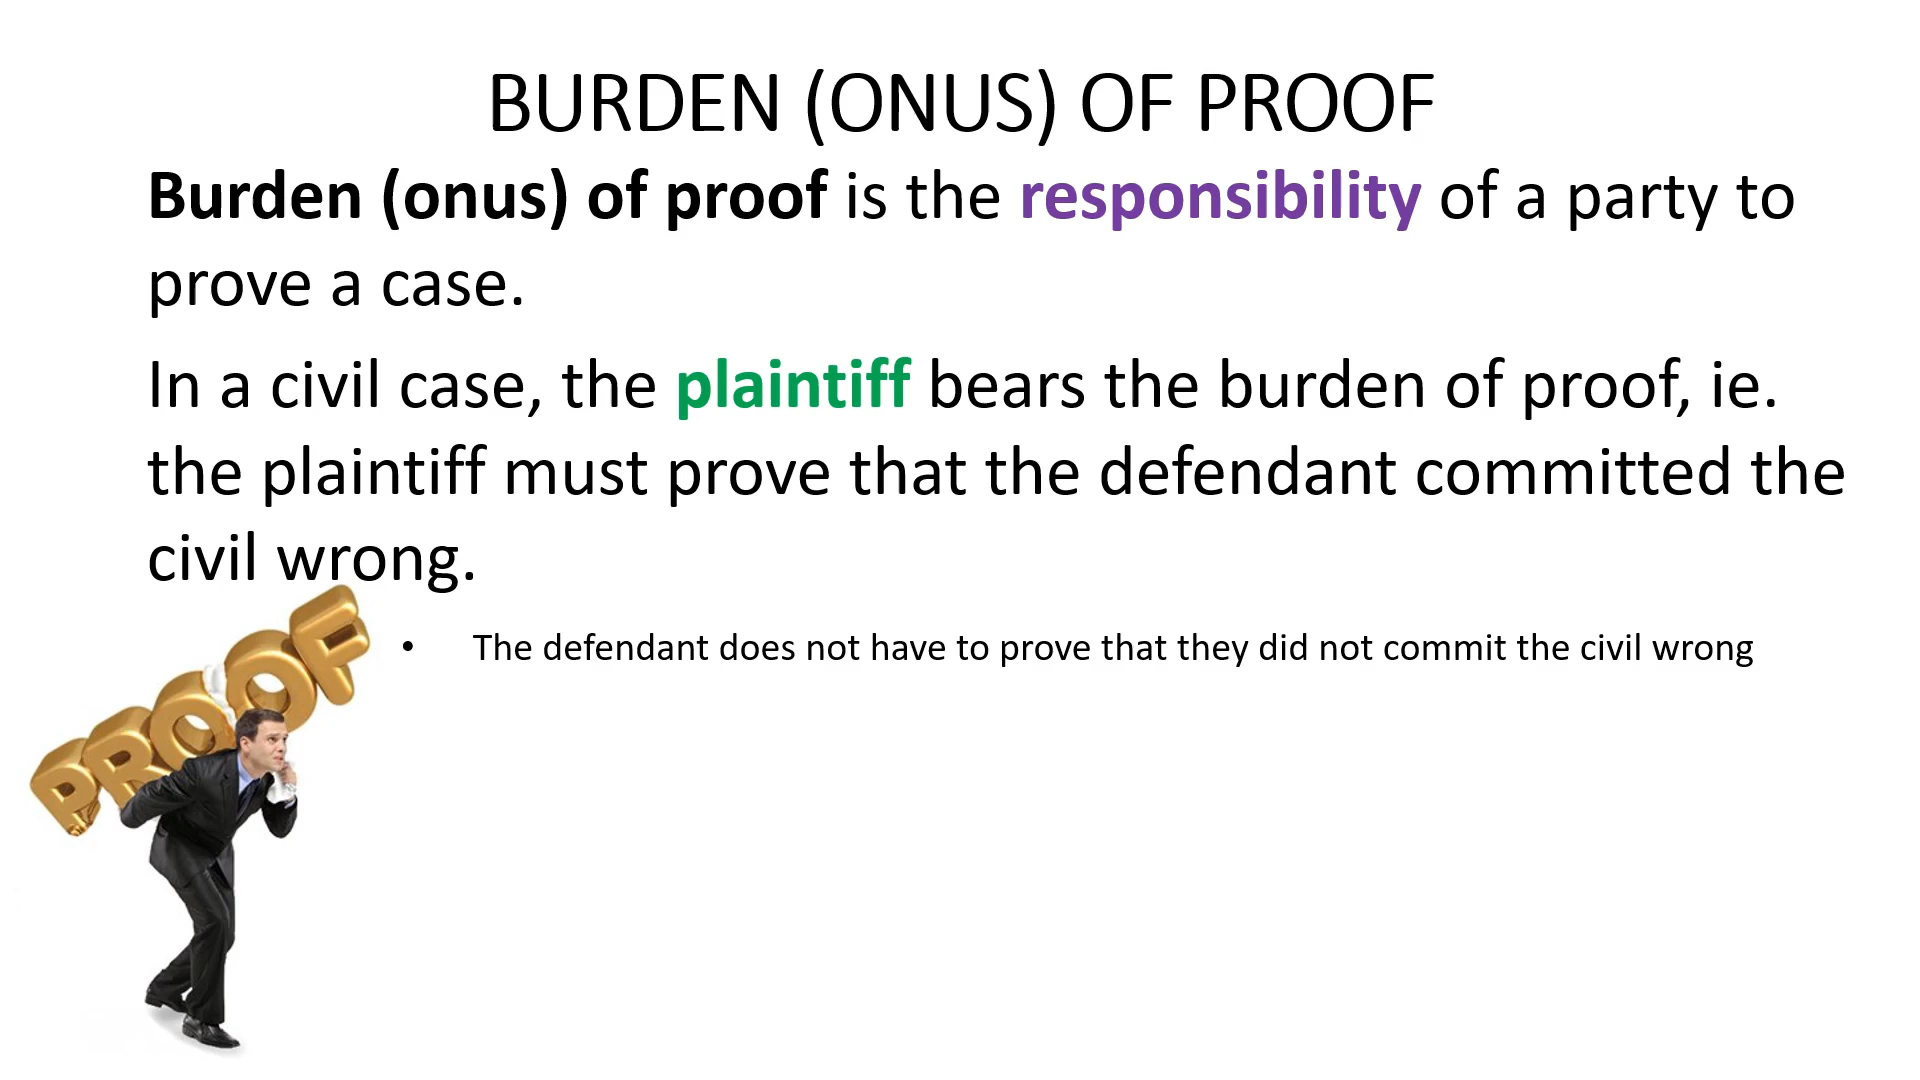 BURDEN (ONUS) OF PROOF
Burden (onus) of proof is the responsibility of a party to
prove a case.
In a civil case, the plaintiff bears the burden of proof, ie.
the plaintiff must prove that the defendant committed the
civil wrong.
• The defendant does not have to prove that they did not commit the civil wrong
PROOF